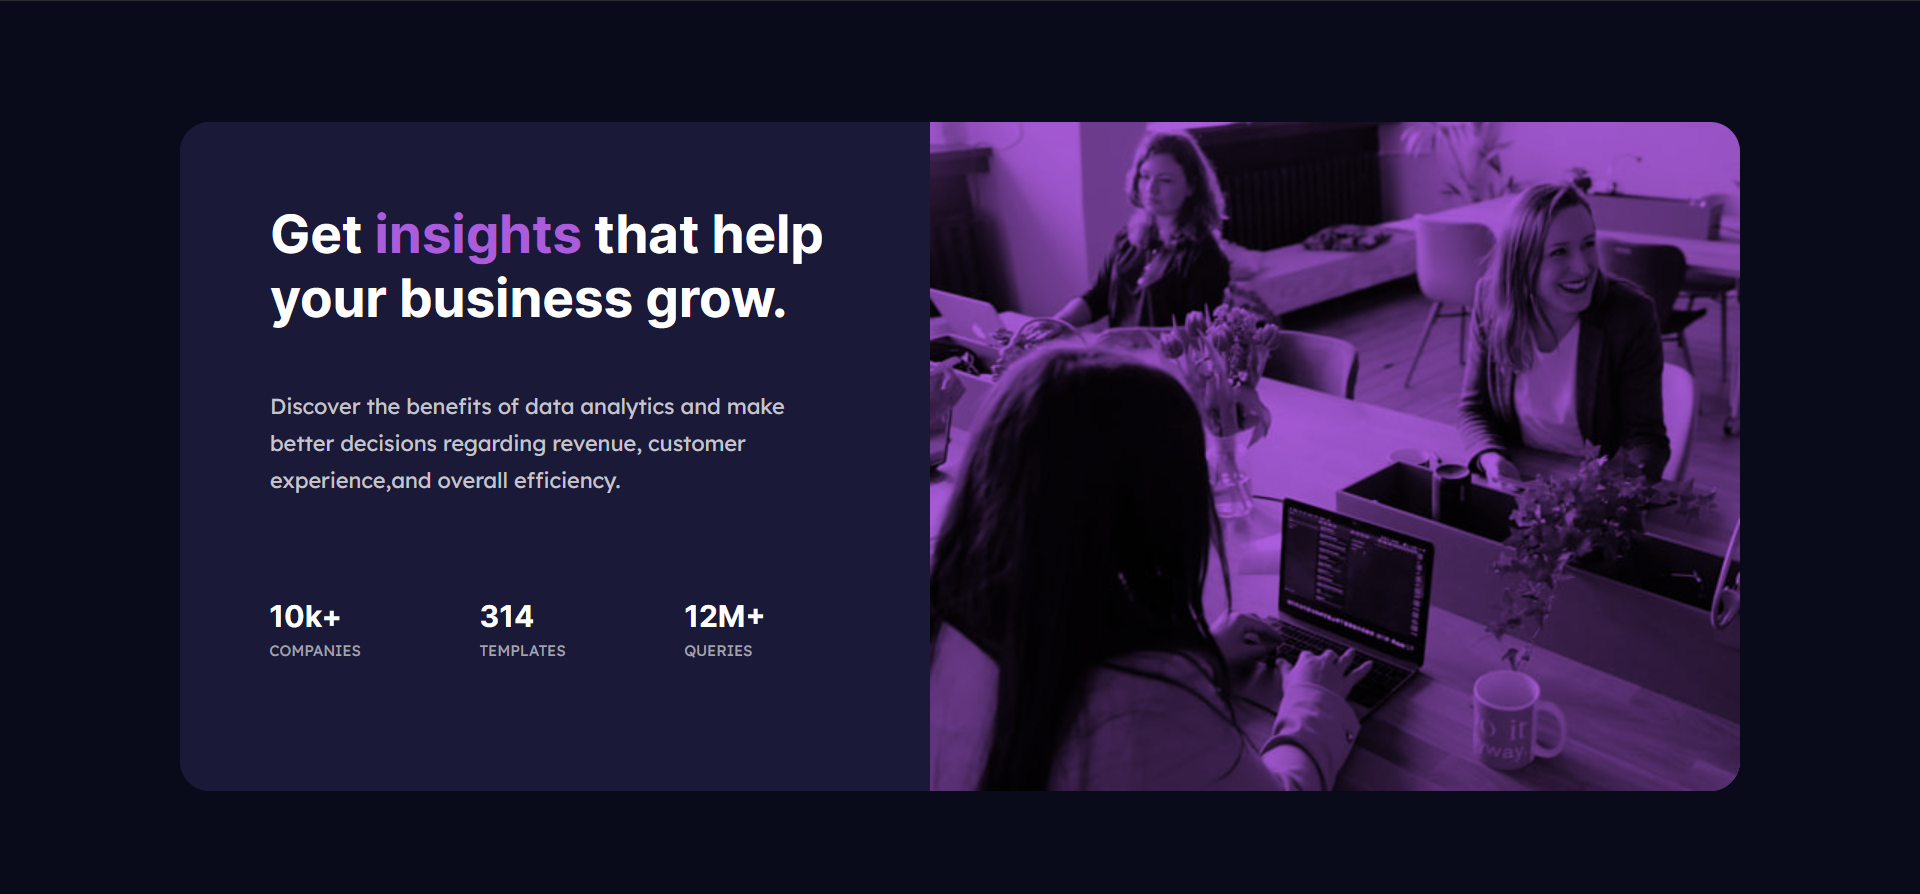 Get insights that help
your business grow.
Discover the benefits of data analytics and make
better decisions regarding revenue, customer
experience,and overall efficiency.
10k+ 314 12M+
COMPANIES TEMPLATES QUERIES